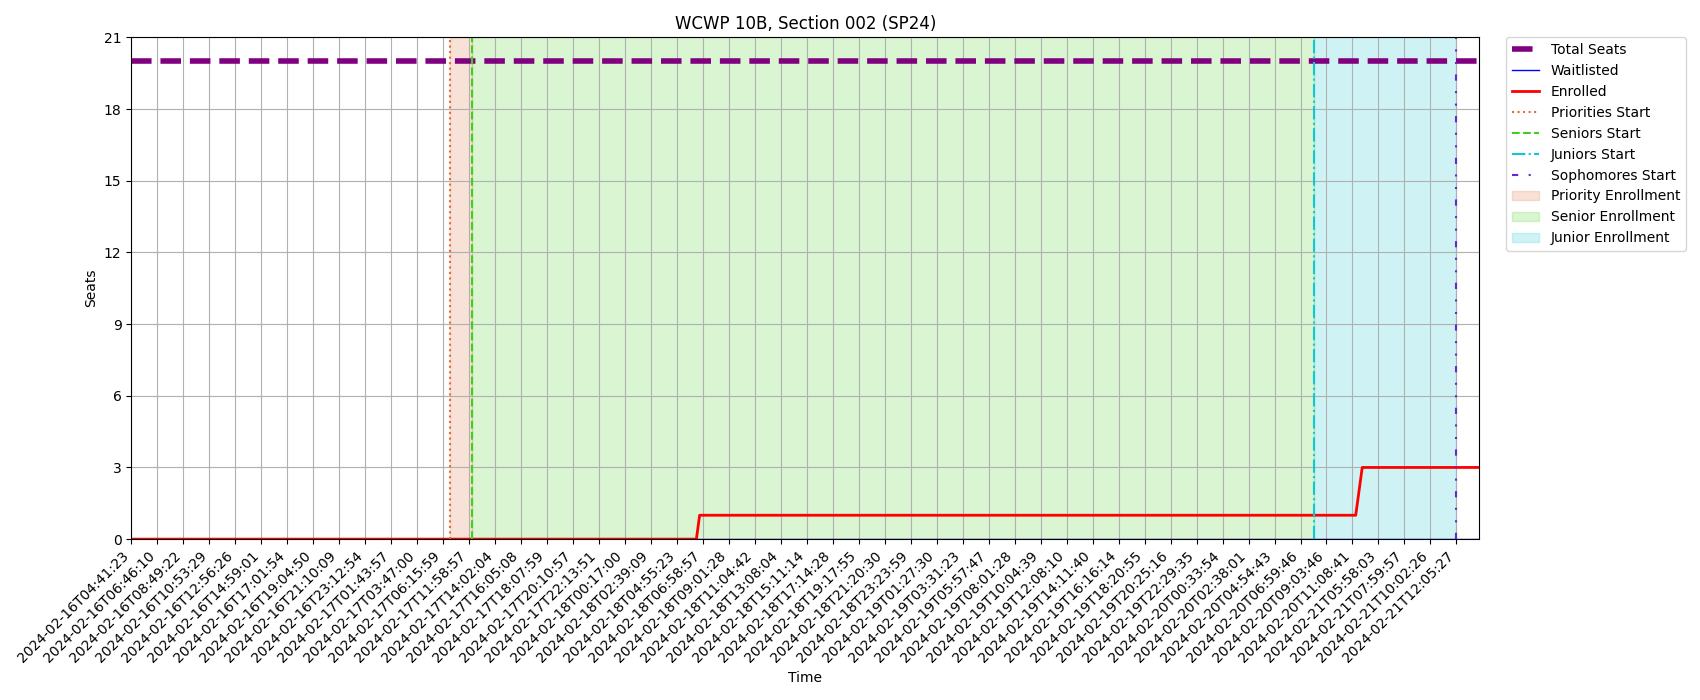 WCWP 10B, Section 002 (SP24)
Seats
21
18
15
12
9
6
3
0
2024-02-16T04:41:23
2024-02-16T06:46:10
2024-02-16T08:49:22
2024-02-16T10:53:29
2024-02-16T12:56:26
2024-02-16T14:59:01
2024-02-16T17:01:54
2024-02-16T19:04:50
2024-02-16T21:10:09
2024-02-16T23:12:54
2024-02-17T01:43:57
2024-02-17T03:47:00
2024-02-17T06:15:59
2024-02-17T11:58:57
2024-02-17T14:02:04
2024-02-17T16:05:08
2024-02-17T18:07:59
2024-02-17T20:10:57
2024-02-17T22:13:51
2024-02-18T00:17:00
2024-02-18T02:39:09
2024-02-18T04:55:23
2024-02-18T06:58:57
2024-02-18T09:01:28
2024-02-18T11:04:42
2024-02-18T13:08:04
2024-02-18T15:11:14
2024-02-18T17:14:28
2024-02-18T19:17:55
2024-02-18T21:20:30
2024-02-18T23:23:59
2024-02-19T01:27:30
2024-02-19T03:31:23
2024-02-19T05:57:47
2024-02-19T08:01:28
2024-02-19T10:04:39
2024-02-19T12:08:10
2024-02-19T14:11:40
2024-02-19T16:16:14
2024-02-19T18:20:55
2024-02-19T20:25:16
2024-02-19T22:29:35
2024-02-20T00:33:54
2024-02-20T02:38:01
2024-02-20T04:54:43
2024-02-20T06:59:46
2024-02-20T09:03:46
2024-02-20T11:08:41
2024-02-21T05:58:03
2024-02-21T07:59:57
2024-02-21T10:02:26
2024-02-21T12:05:27
Time
Total Seats
Waitlisted
Enrolled
Priorities Start
Seniors Start
Juniors Start
Sophomores Start
Priority Enrollment
Senior Enrollment
Junior Enrollment